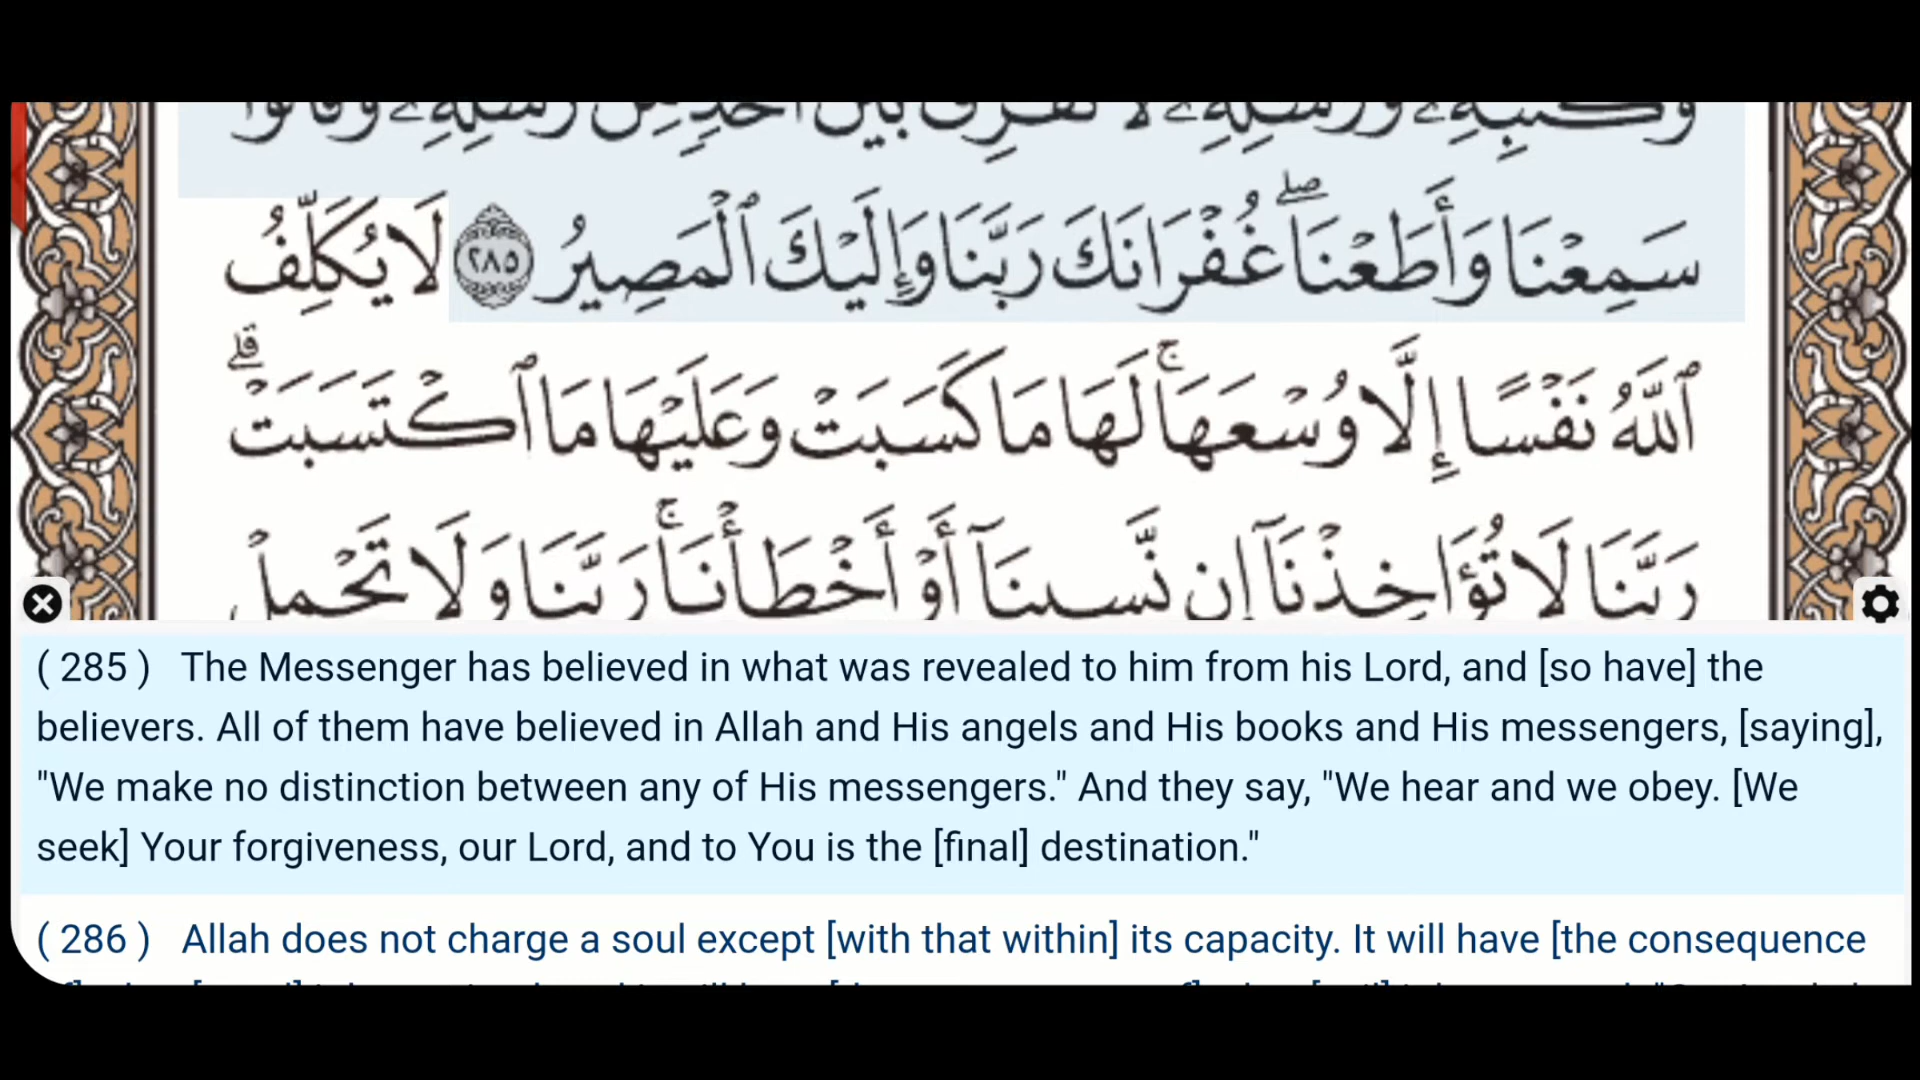 سَمِعْنَا وَأَطَعْنَا ۖ غُفْرَانَكَ رَبَّنَا وَإِلَيْكَ ٱلْمَصِيرُ ٢٨٥ لَا يُكَلِّفُ
ٱللَّهُ نَفْسًا إِلَّا وُسْعَهَا ۚ لَهَا مَا كَسَبَتْ وَعَلَيْهَا مَا ٱكْتَسَبَتْ ۗ
رَبَّنَا لَا تُؤَاخِذْنَآ إِن نَّسِينَآ أَوْ أَخْطَأْنَا ۚ رَبَّنَا وَلَا تَحْمِلْ
( 285 ) The Messenger has believed in what was revealed to him from his Lord, and [so have] the
believers. All of them have believed in Allah and His angels and His books and His messengers, [saying],
"We make no distinction between any of His messengers." And they say, "We hear and we obey. [We
seek] Your forgiveness, our Lord, and to You is the [final] destination."
( 286 ) Allah does not charge a soul except [with that within] its capacity. It will have [the consequence